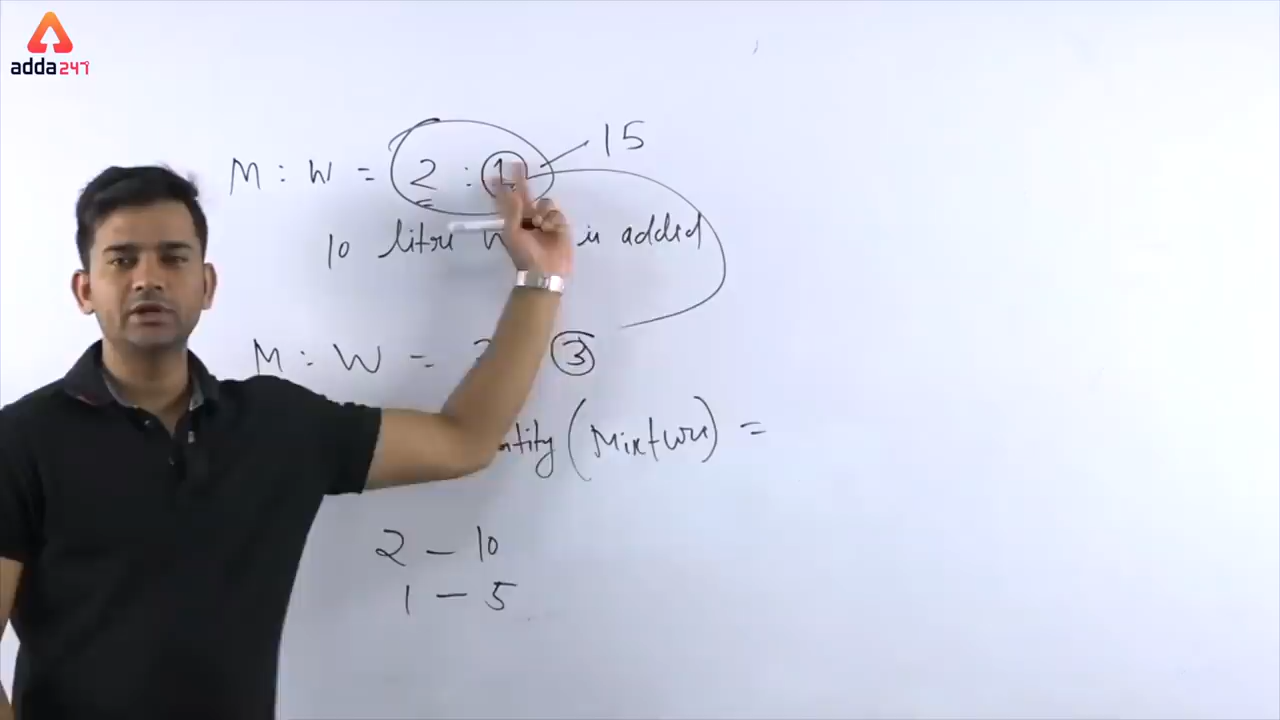 adda247
15
M : W = 2 : 1
10 litre is added
M : W = 3
(Mixture) =
2 — 10
1 — 5